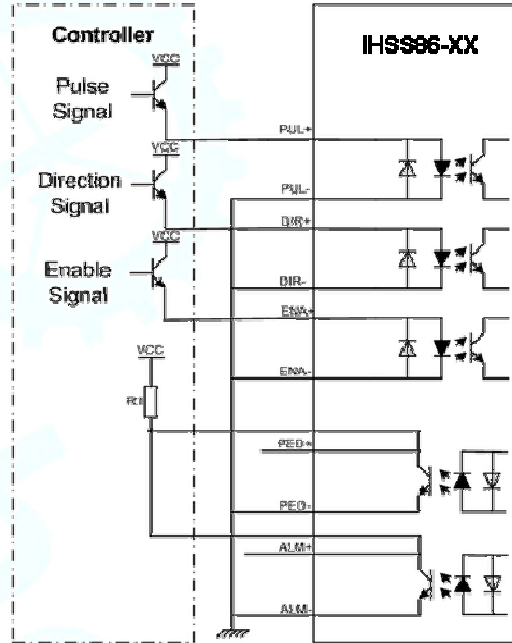 Controller
IHSS86-XX
VCC
Pulse
Signal
PUL+
VCC
Direction
Signal
PUL-
DIR+
VCC
Enable
Signal
DIR-
ENA+
VCC
ENA-
PED+
PED-
ALM+
ALM-